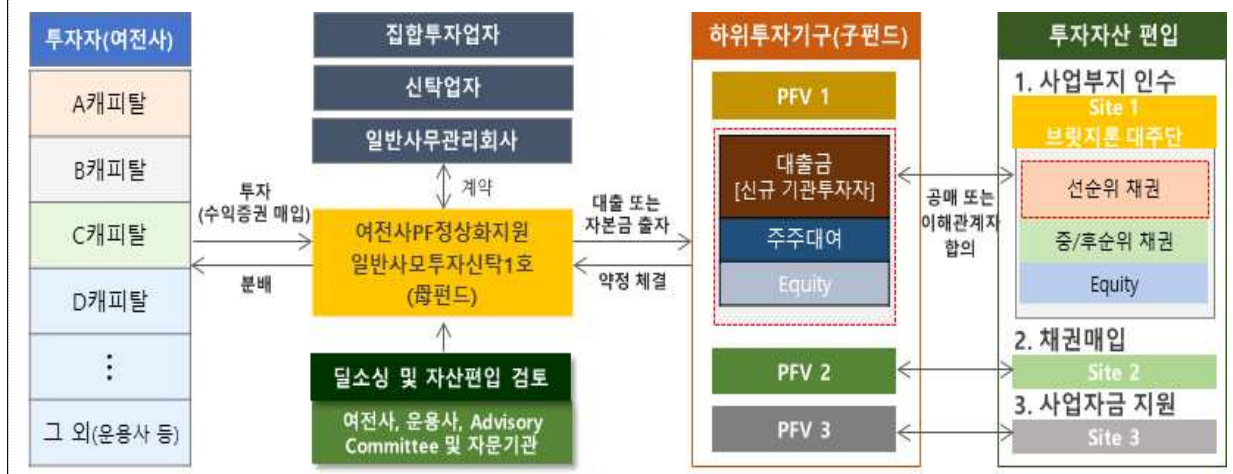 투자자(여전사)
A캐피탈
B캐피탈
C캐피탈
D캐피탈
⋮
그 외(운용사 등)
투자
(수익증권 매입)
분배
집합투자업자
신탁업자
일반사무관리회사
계약
여전사PF정상화지원
일반사모투자신탁1호
(母펀드)
딜소싱 및 자산편입 검토
여전사, 운용사, Advisory
Committee 및 자문기관
대출 또는
자본금 출자
약정 체결
하위투자기구(子펀드)
PFV 1
대출금
[신규 기관투자자]
주주대여
Equity
PFV 2
PFV 3
공매 또는
이해관계자
합의
투자자산 편입
1. 사업부지 인수
Site 1
브릿지론 대주단
선순위 채권
중/후순위 채권
Equity
2. 채권매입
Site 2
3. 사업자금 지원
Site 3